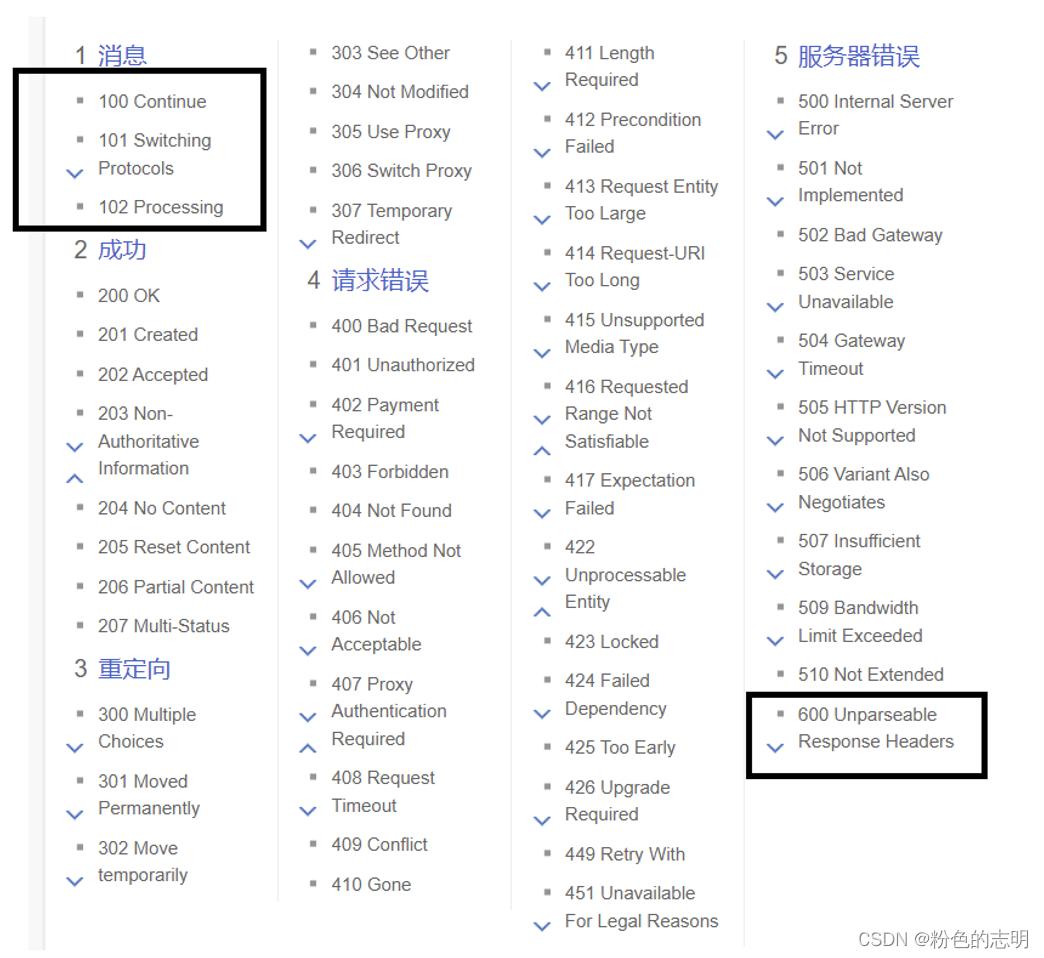 1 消息
100 Continue
101 Switching
Protocols
102 Processing
2 成功
200 OK
201 Created
202 Accepted
203 Non-
Authoritative
Information
204 No Content
205 Reset Content
206 Partial Content
207 Multi-Status
3 重定向
300 Multiple
Choices
301 Moved
Permanently
302 Move
temporarily
303 See Other
304 Not Modified
305 Use Proxy
306 Switch Proxy
307 Temporary
Redirect
4 请求错误
400 Bad Request
401 Unauthorized
402 Payment
Required
403 Forbidden
404 Not Found
405 Method Not
Allowed
406 Not
Acceptable
407 Proxy
Authentication
Required
408 Request
Timeout
409 Conflict
410 Gone
411 Length
Required
412 Precondition
Failed
413 Request Entity
Too Large
414 Request-URI
Too Long
415 Unsupported
Media Type
416 Requested
Range Not
Satisfiable
417 Expectation
Failed
422
Unprocessable
Entity
423 Locked
424 Failed
Dependency
425 Too Early
426 Upgrade
Required
449 Retry With
451 Unavailable
For Legal Reasons
5 服务器错误
500 Internal Server
Error
501 Not
Implemented
502 Bad Gateway
503 Service
Unavailable
504 Gateway
Timeout
505 HTTP Version
Not Supported
506 Variant Also
Negotiates
507 Insufficient
Storage
509 Bandwidth
Limit Exceeded
510 Not Extended
600 Unparseable
Response Headers
CSDN @粉色的志明